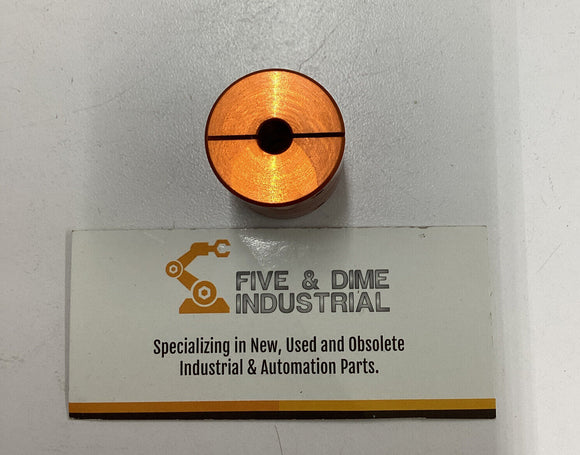 FIVE & DIME
INDUSTRIAL
Specializing in New, Used and Obsolete
Industrial & Automation Parts.